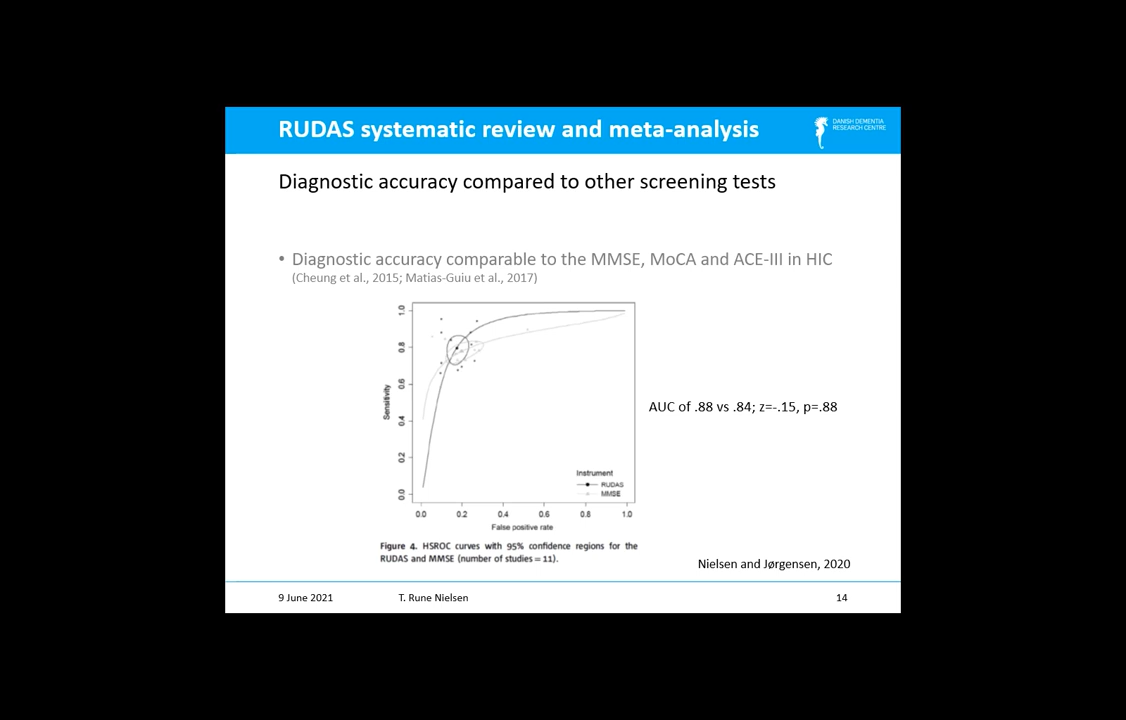 RUDAS systematic review and meta-analysis
DANISH DEMENTIA
RESEARCH CENTRE
Diagnostic accuracy compared to other screening tests
• Diagnostic accuracy comparable to the MMSE, MoCA and ACE-III in HIC
(Cheung et al., 2015; Matias-Guiu et al., 2017)
1.0
0.8
0.6
0.4
0.2
0.0
Sensitivity
AUC of .88 vs .84; z=-.15, p=.88
Instrument
RUDAS
MMSE
0.0 0.2 0.4 0.6 0.8 1.0
False positive rate
Figure 4. HSROC curves with 95% confidence regions for the
RUDAS and MMSE (number of studies = 11).
Nielsen and Jørgensen, 2020
9 June 2021 T. Rune Nielsen 14